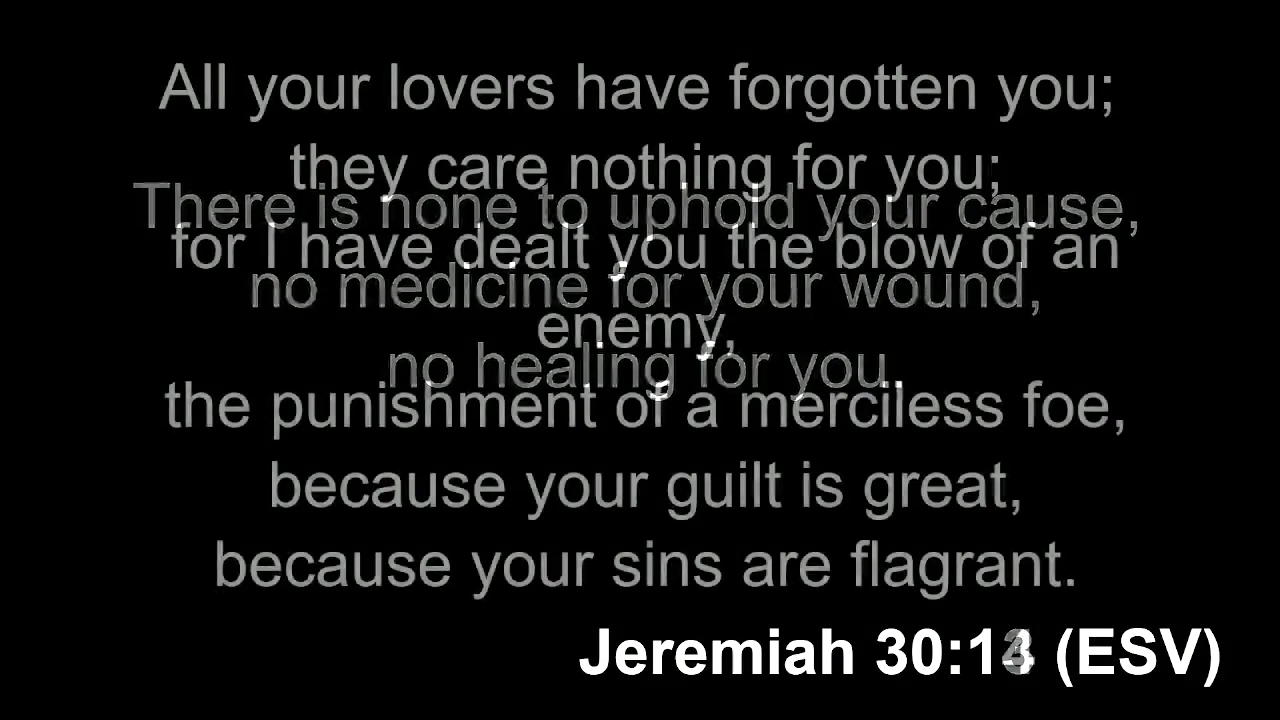 All your lovers have forgotten you;
they care nothing for you;
There is none to uphold your cause,
for I have dealt you the blow of an
no medicine for your wound,
enemy,
no healing for you.
the punishment of a merciless foe,
because your guilt is great,
because your sins are flagrant.
Jeremiah 30:14 (ESV)